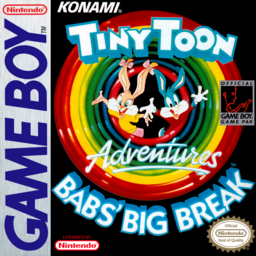 Nintendo
KONAMI
GAME BOY
TINY TOON
Adventures
BABS' BIG BREAK
TM
OFFICIAL
Nintendo
GAME BOY
GAME PAK
LICENSED BY
Nintendo
Official
Nintendo
Seal of Quality